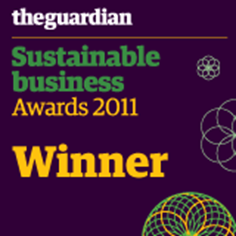 theguardian
Sustainable
business
Awards 2011
Winner